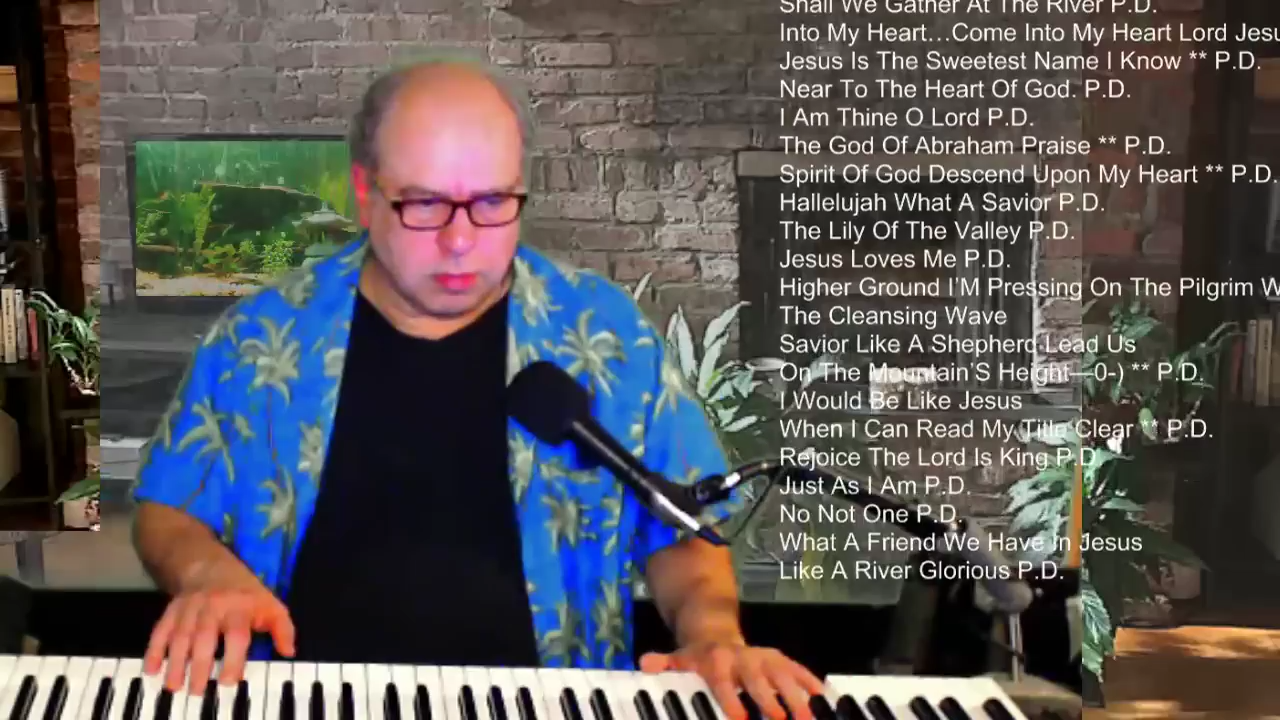 Shall We Gather At The River P.D.
Into My Heart...Come Into My Heart Lord Jesu
Jesus Is The Sweetest Name I Know ** P.D.
Near To The Heart Of God. P.D.
I Am Thine O Lord P.D.
The God Of Abraham Praise ** P.D.
Spirit Of God Descend Upon My Heart ** P.D.
Hallelujah What A Savior P.D.
The Lily Of The Valley P.D.
Jesus Loves Me P.D.
Higher Ground I'M Pressing On The Pilgrim W
The Cleansing Wave
Savior Like A Shepherd Lead Us
On The Mountain'S Height—0-) ** P.D.
I Would Be Like Jesus
When I Can Read My Title Clear ** P.D.
Rejoice The Lord Is King P.D.
Just As I Am P.D.
No Not One P.D.
What A Friend We Have In Jesus
Like A River Glorious P.D.